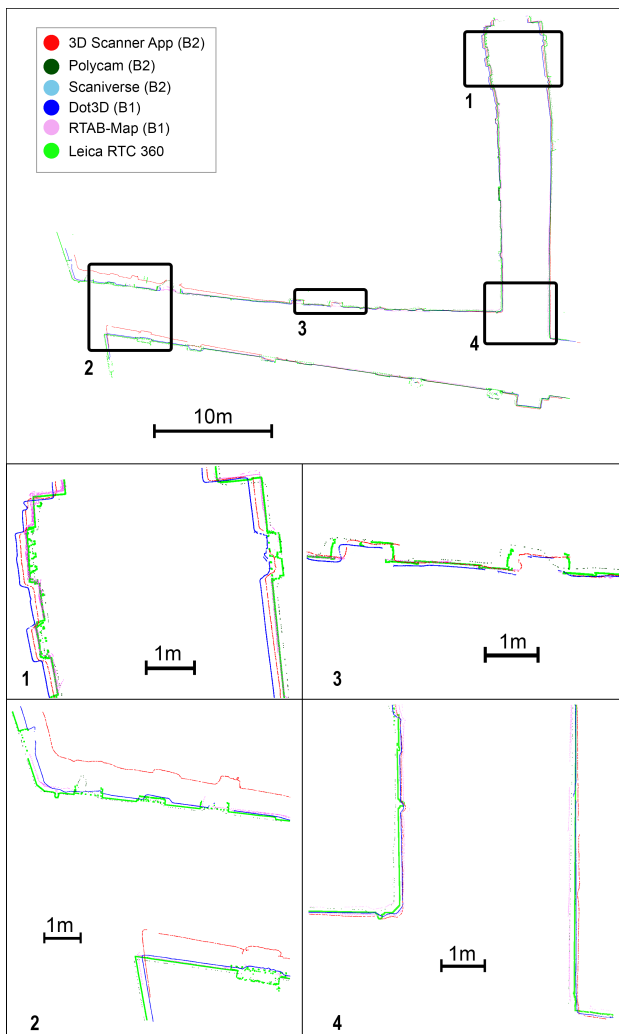 3D Scanner App (B2)
Polycam (B2)
Scaniverse (B2)
Dot3D (B1)
RTAB-Map (B1)
Leica RTC 360
1
2
3
4
10m
1m
1
1m
3
1m
2
1m
4